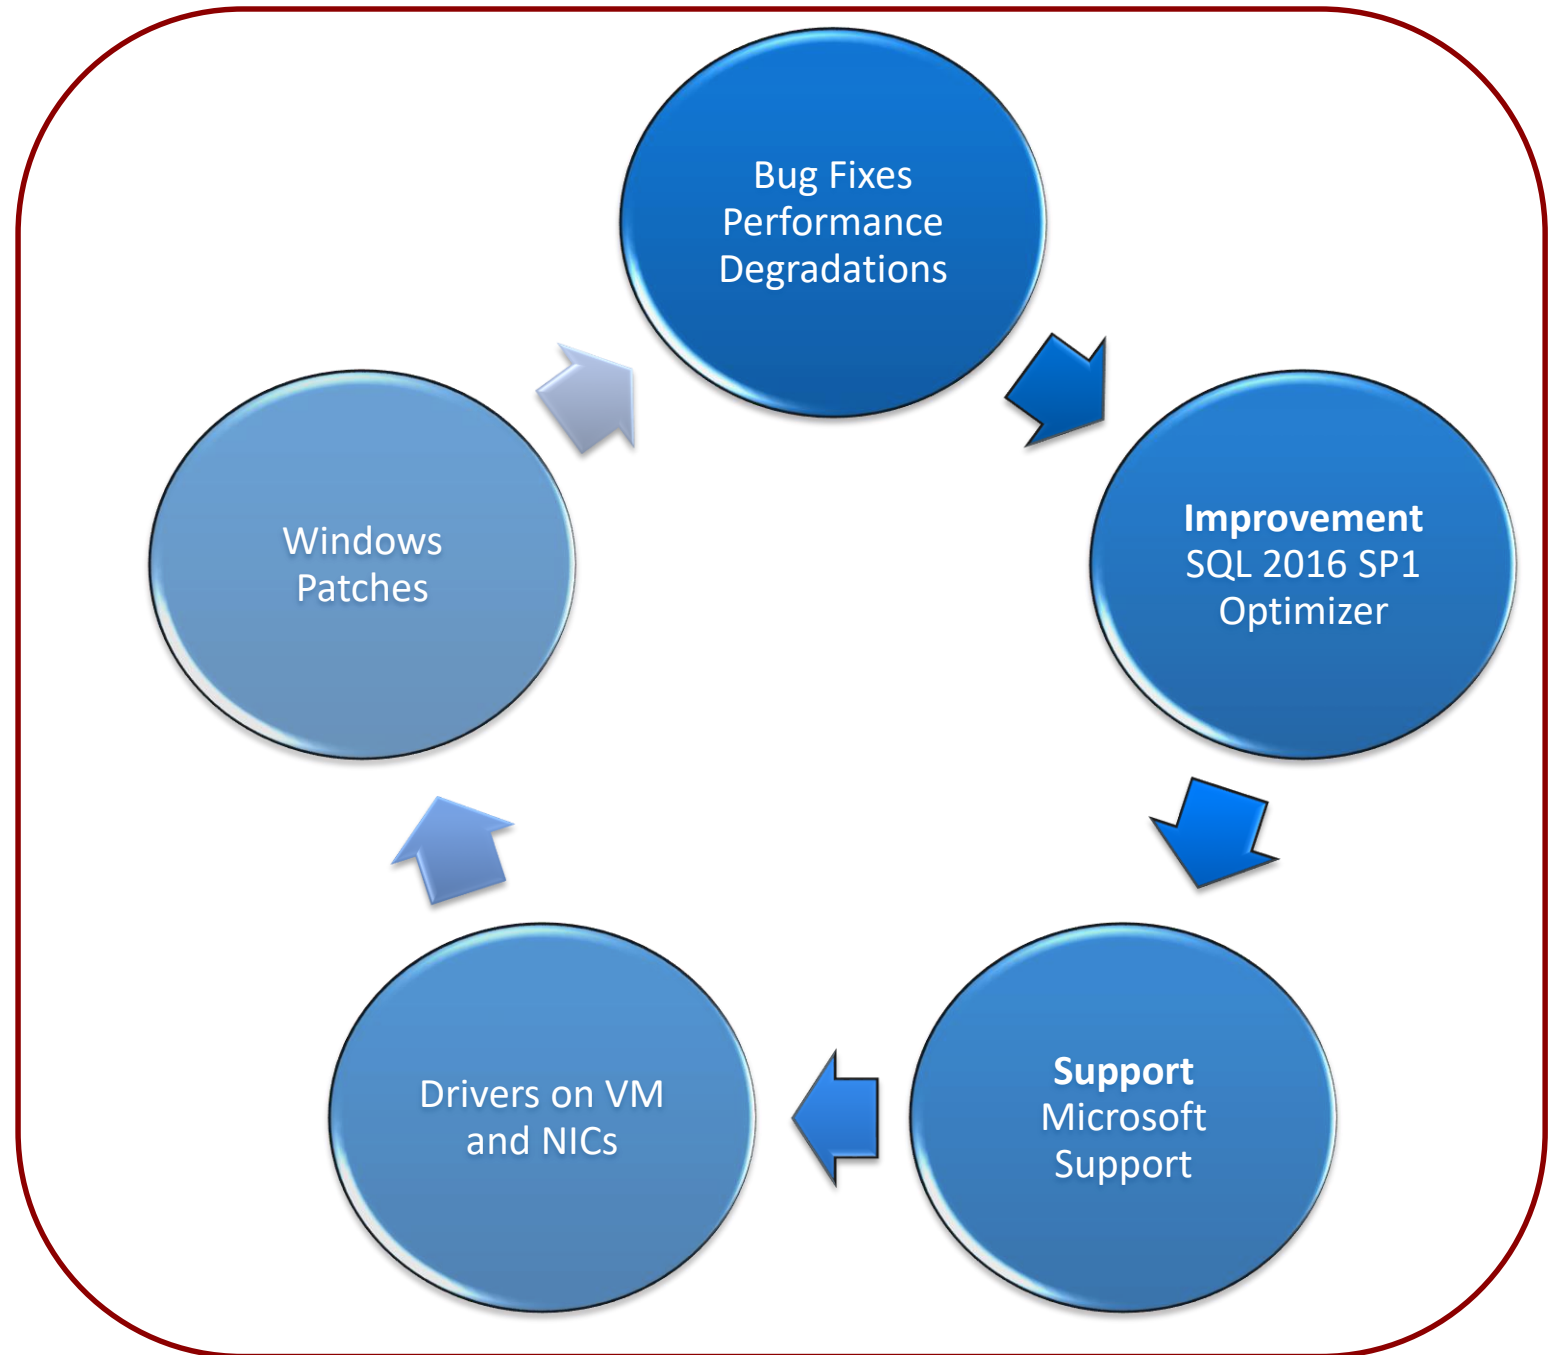 Bug Fixes
Performance
Degradations
Improvement
SQL 2016 SP1
Optimizer
Support
Microsoft
Support
Drivers on VM
and NICs
Windows
Patches